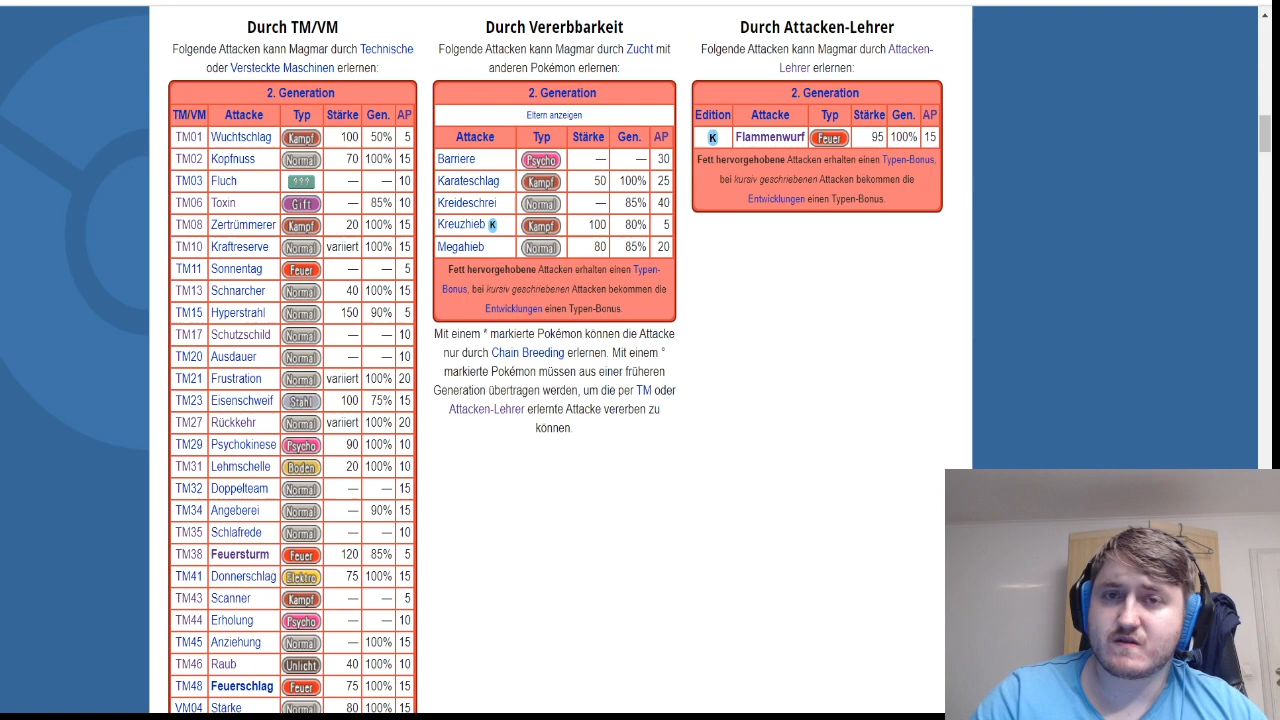 Durch TM/VM
Folgende Attacken kann Magmar durch Technische
oder Versteckte Maschinen erlernen:
2. Generation
TM/VM Attacke Typ Stärke Gen. AP
TM01 Wuchtschlag Kampf 100 50% 5
TM02 Kopfnuss Normal 70 100% 15
TM03 Fluch ??? — — 10
TM06 Toxin Gift — 85% 10
TM08 Zertrümmerer Kampf 20 100% 15
TM10 Kraftreserve Normal variiert 100% 15
TM11 Sonnentag Feuer — — 5
TM13 Schnarcher Normal 40 100% 15
TM15 Hyperstrahl Normal 150 90% 5
TM17 Schutzschild Normal — — 10
TM20 Ausdauer Normal — — 10
TM21 Frustration Normal variiert 100% 20
TM23 Eisenschweif Stahl 100 75% 15
TM27 Rückkehr Normal variiert 100% 20
TM29 Psychokinese Psycho 90 100% 10
TM31 Lehmschelle Boden 20 100% 10
TM32 Doppelteam Normal — — 15
TM34 Angeberei Normal — 90% 15
TM35 Schlafrede Normal — — 10
TM38 Feuersturm Feuer 120 85% 5
TM41 Donnerschlag Elektro 75 100% 15
TM43 Scanner Kampf — — 5
TM44 Erholung Psycho — — 10
TM45 Anziehung Normal — 100% 15
TM46 Raub Unlicht 40 100% 10
TM48 Feuerschlag Feuer 75 100% 15
VM04 Stärke Normal 80 100% 15
Durch Vererbbarkeit
Folgende Attacken kann Magmar durch Zucht mit
anderen Pokémon erlernen:
2. Generation
Eltern anzeigen
Attacke Typ Stärke Gen. AP
Barriere Psycho — — 30
Karateschlag Kampf 50 100% 25
Kreideschrei Normal — 85% 40
Kreuzhieb K Kampf 100 80% 5
Megahieb Normal 80 85% 20
Fett hervorgehobene Attacken erhalten einen Typen-
Bonus, bei kursiv geschriebenen Attacken bekommen die
Entwicklungen einen Typen-Bonus.
Mit einem * markierte Pokémon können die Attacke
nur durch Chain Breeding erlernen. Mit einem °
markierte Pokémon müssen aus einer früheren
Generation übertragen werden, um die per TM oder
Attacken-Lehrer erlernte Attacke vererben zu
können.
Durch Attacken-Lehrer
Folgende Attacken kann Magmar durch Attacken-
Lehrer erlernen:
2. Generation
Edition Attacke Typ Stärke Gen. AP
K Flammenwurf Feuer 95 100% 15
Fett hervorgehobene Attacken erhalten einen Typen-Bonus,
bei kursiv geschriebenen Attacken bekommen die
Entwicklungen einen Typen-Bonus.